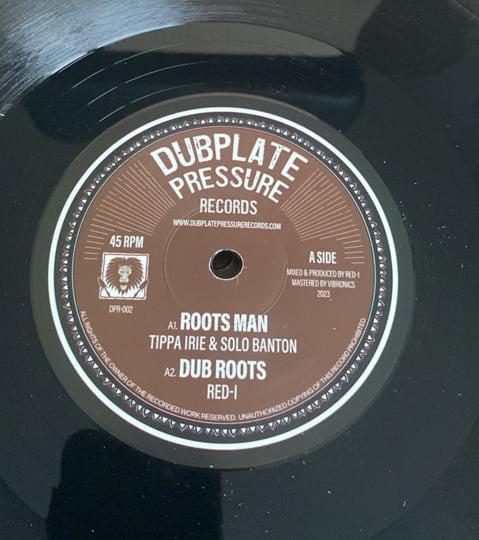 DUBPLATE
PRESSURE
RECORDS
WWW.DUBPLATEPRESSURERECORDS.COM
45 RPM
DPR-002
A SIDE
MIXED & PRODUCED BY RED-I
MASTERED BY VIBRONICS
2023
A1. ROOTS MAN
TIPPA IRIE & SOLO BANTON
A2. DUB ROOTS
RED-I
ALL RIGHTS OF THE OWNER OF THE RECORDED WORK RESERVED. UNAUTHORIZED COPYING OF THIS RECORD PROHIBITED.